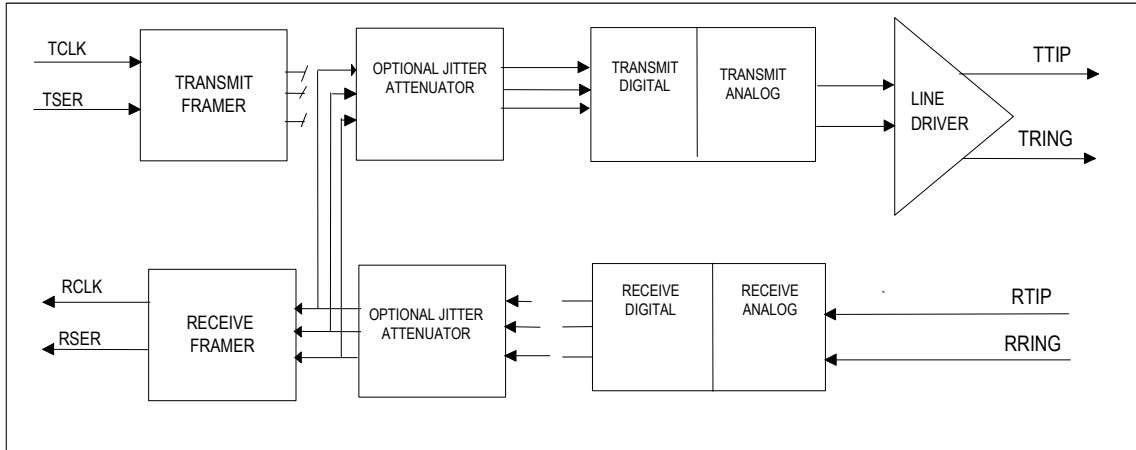 TCLK
TSER
TRANSMIT
FRAMER
OPTIONAL JITTER
ATTENUATOR
TRANSMIT
DIGITAL
TRANSMIT
ANALOG
LINE
DRIVER
TTIP
TRING
RCLK
RSER
RECEIVE
FRAMER
OPTIONAL JITTER
ATTENUATOR
RECEIVE
DIGITAL
RECEIVE
ANALOG
RTIP
RRING